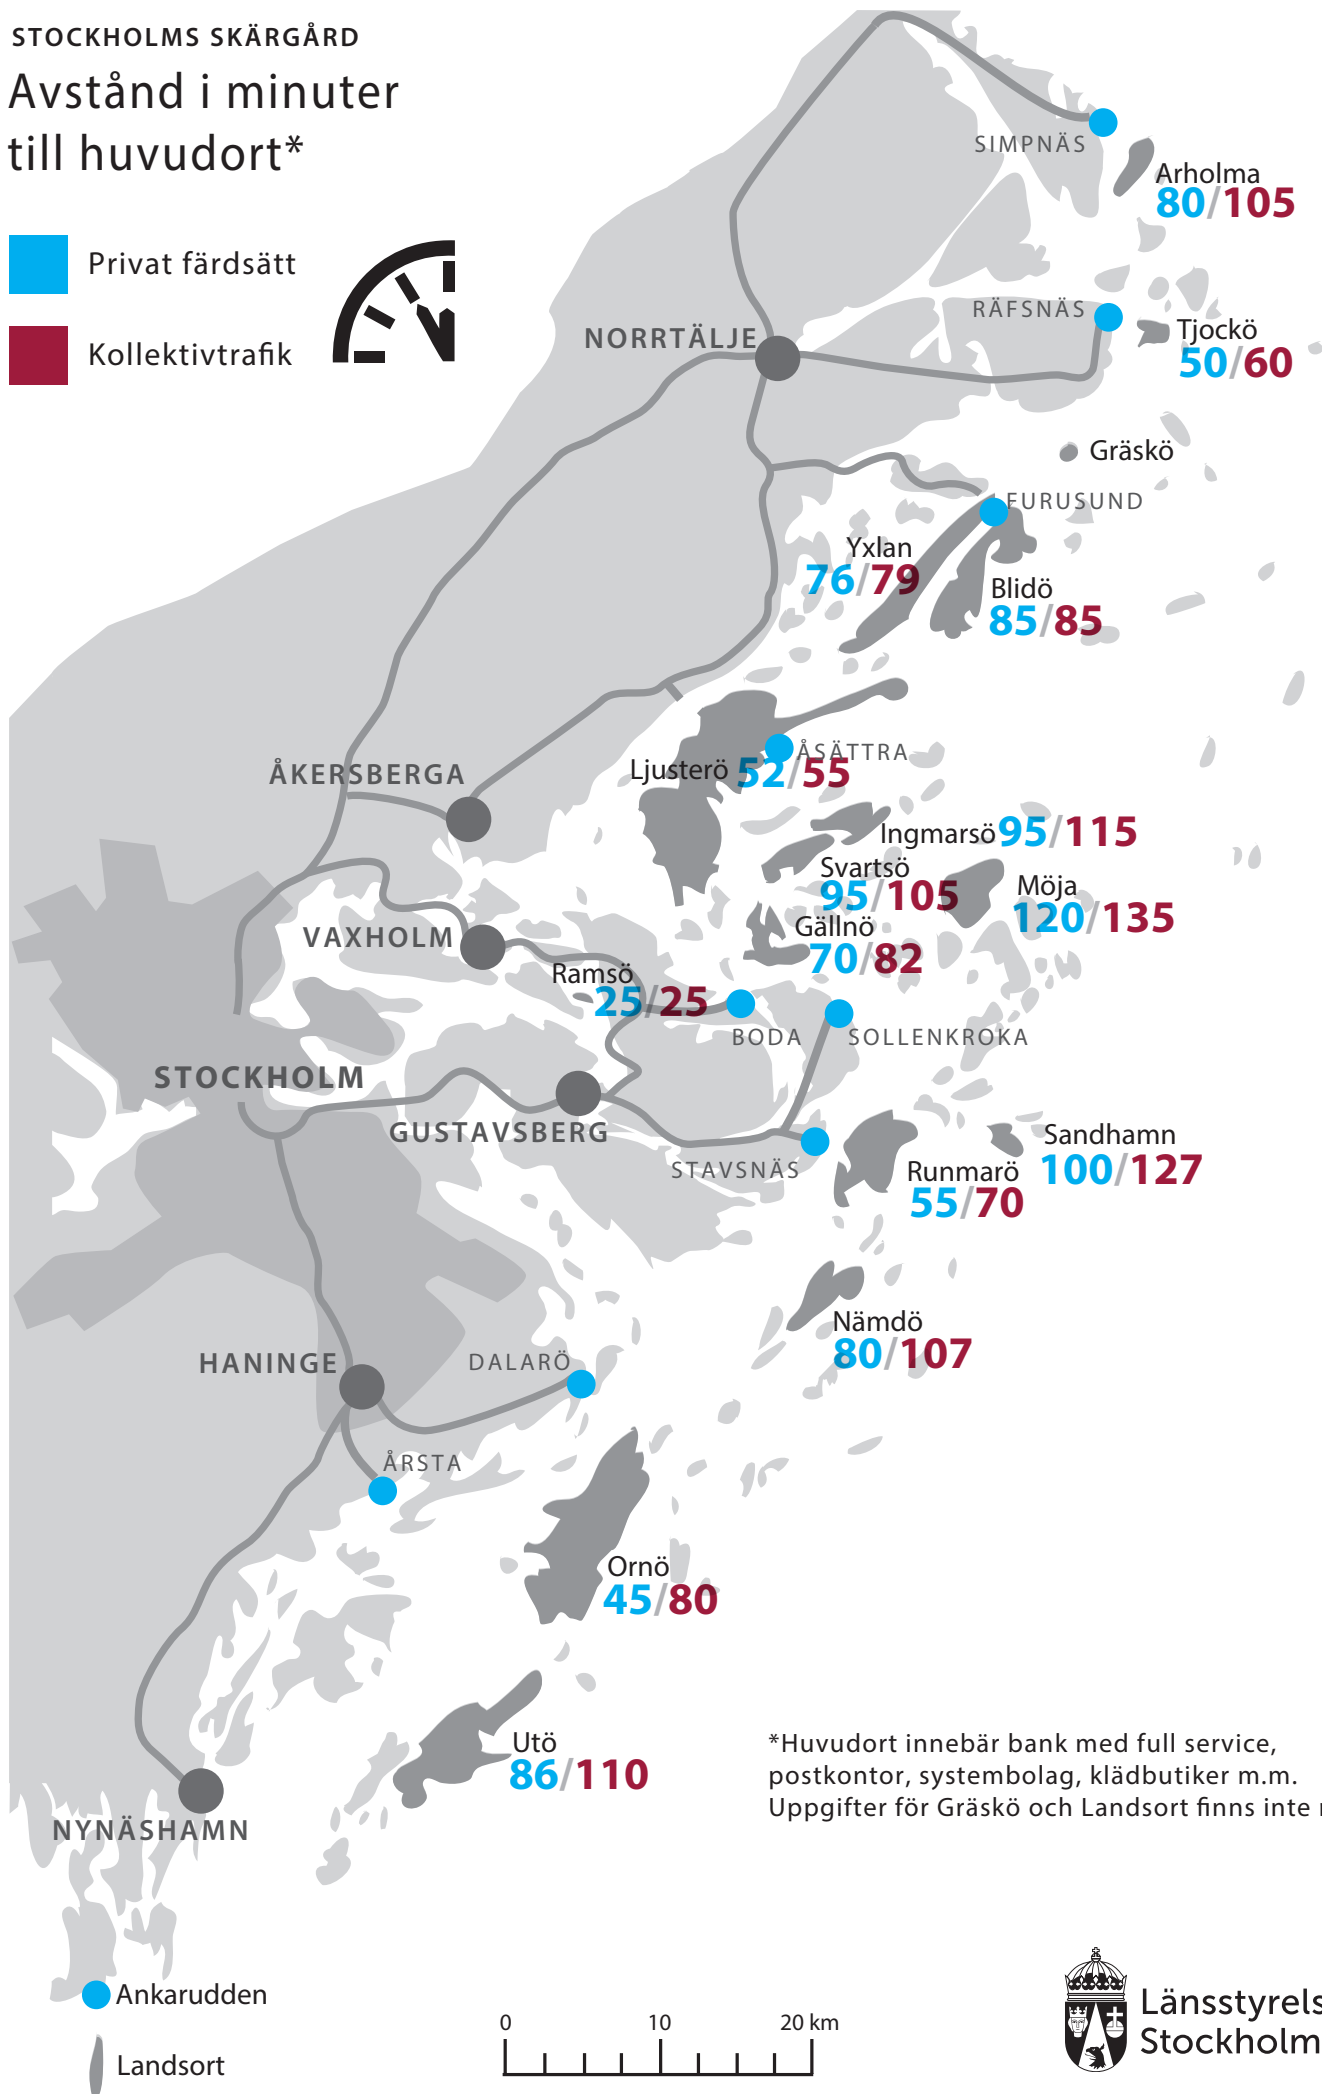 STOCKHOLMS SKÄRGÅRD
Avstånd i minuter
till huvudort*
Privat färdsätt
Kollektivtrafik
SIMPNÄS
Arholma
80/105
RÄFSNÄS
NORRTÄLJE
Tjockö
50/60
Gräskö
FURUSUND
Yxlan
76/79
Blidö
85/85
ÅSÄTTRA
Ljusterö 52/55
ÅKERSBERGA
Ingmarsö 95/115
Svartsö
95/105
Möja
120/135
Gällnö
70/82
VAXHOLM
Ramsö
25/25
BODA
SOLLENKROKA
STOCKHOLM
GUSTAVSBERG
STAVSNÄS
Sandhamn
100/127
Runmarö
55/70
Nämdö
80/107
HANINGE
DALARÖ
ÅRSTA
Ornö
45/80
Utö
86/110
*Huvudort innebär bank med full service,
postkontor, systembolag, klädbutiker m.m.
Uppgifter för Gräskö och Landsort finns inte
NYNÄSHAMN
Ankarudden
Landsort
0 10 20 km
Länsstyrels
Stockholm